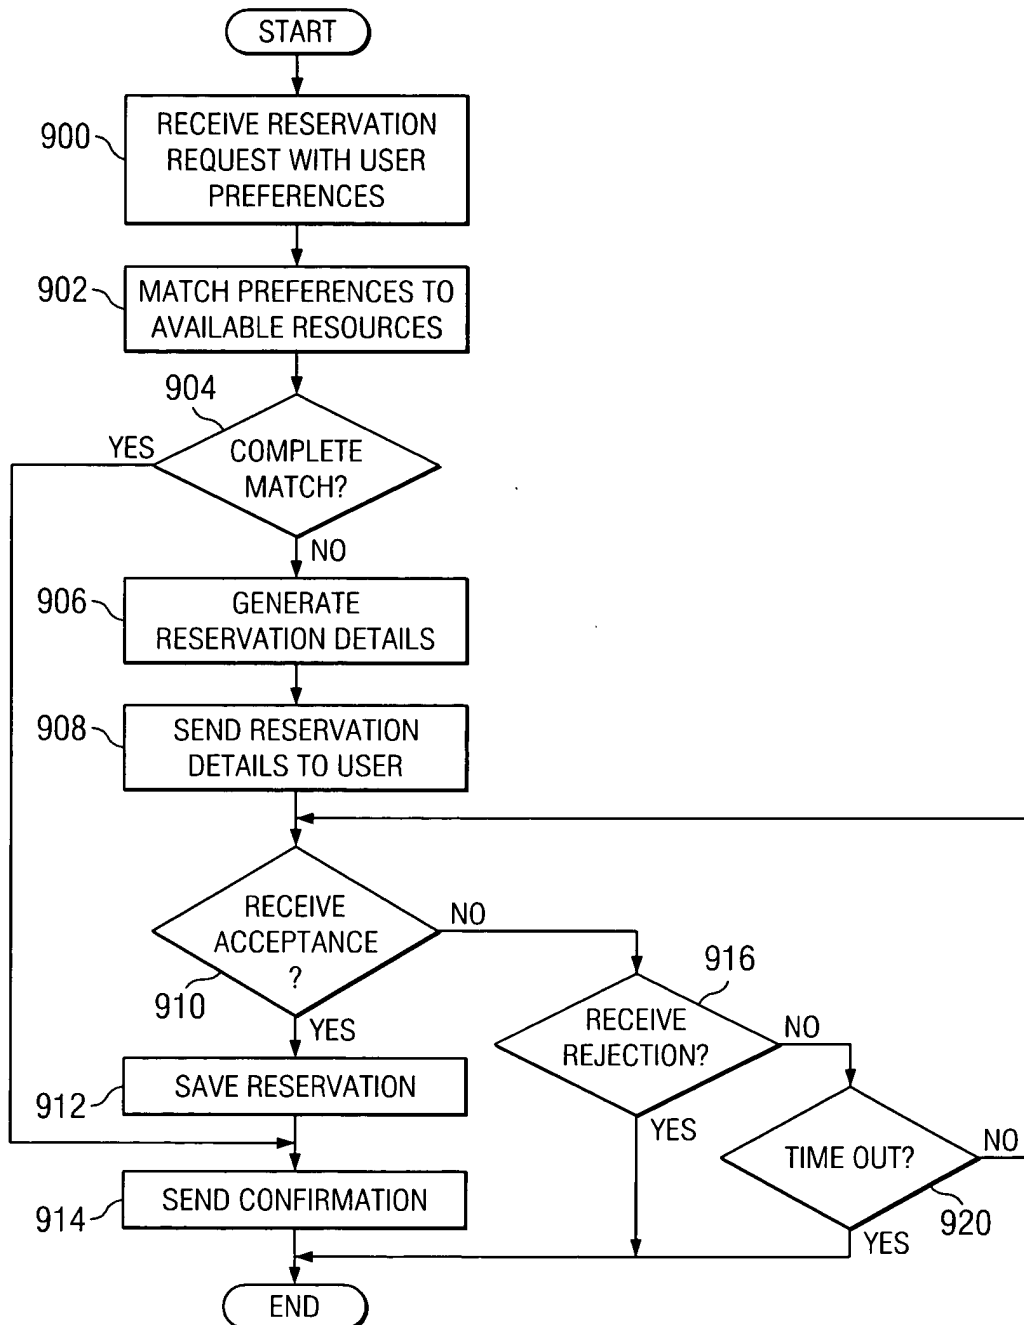 START
900
RECEIVE RESERVATION
REQUEST WITH USER
PREFERENCES
902
MATCH PREFERENCES TO
AVAILABLE RESOURCES
904
YES
COMPLETE
MATCH?
NO
906
GENERATE
RESERVATION DETAILS
908
SEND RESERVATION
DETAILS TO USER
RECEIVE
ACCEPTANCE
?
NO
910
YES
916
RECEIVE
REJECTION?
NO
YES
912
SAVE RESERVATION
TIME OUT?
NO
920
YES
914
SEND CONFIRMATION
END